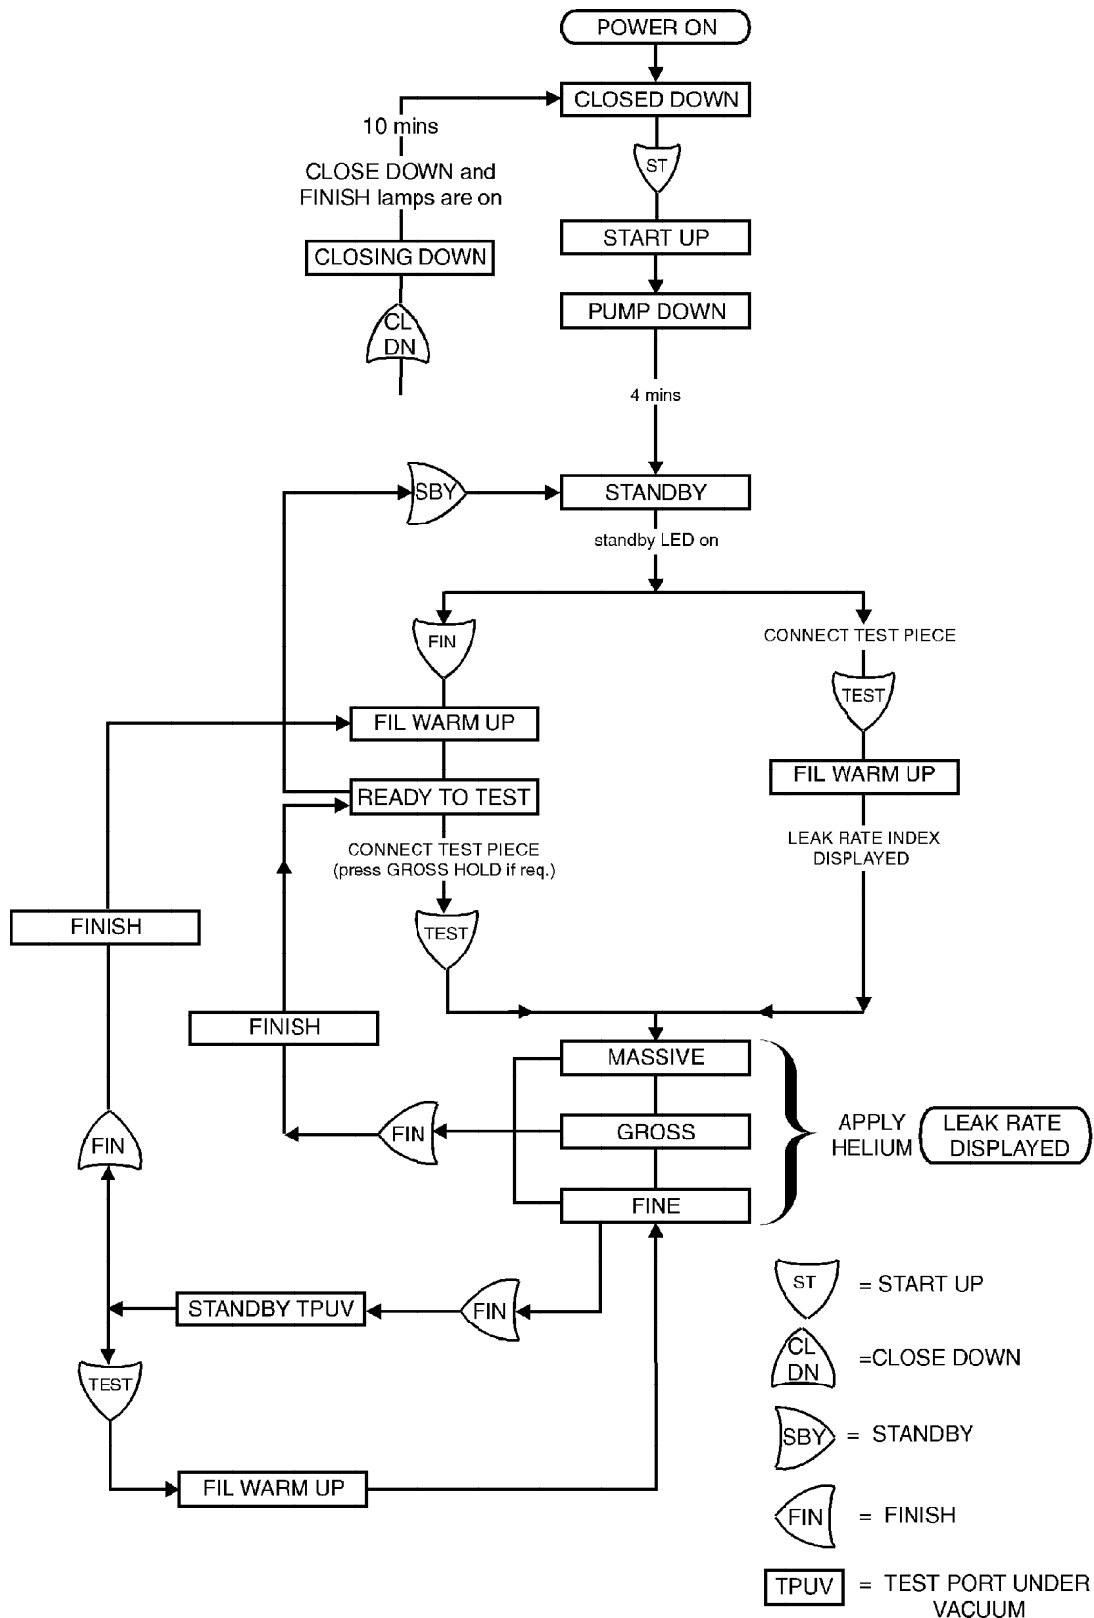 POWER ON
CLOSED DOWN
10 mins
ST
CLOSE DOWN and
FINISH lamps are on
START UP
CLOSING DOWN
PUMP DOWN
CL
DN
4 mins
SBY
STANDBY
standby LED on
FIN
CONNECT TEST PIECE
TEST
FIL WARM UP
FIL WARM UP
READY TO TEST
LEAK RATE INDEX
DISPLAYED
CONNECT TEST PIECE
(press GROSS HOLD if req.)
FINISH
TEST
FINISH
MASSIVE
GROSS
FINE
FIN
APPLY
HELIUM
LEAK RATE
DISPLAYED
FIN
STANDBY TPUV
FIN
TEST
FIL WARM UP
ST = START UP
CL
DN =CLOSE DOWN
SBY = STANDBY
FIN = FINISH
TPUV = TEST PORT UNDER
VACUUM